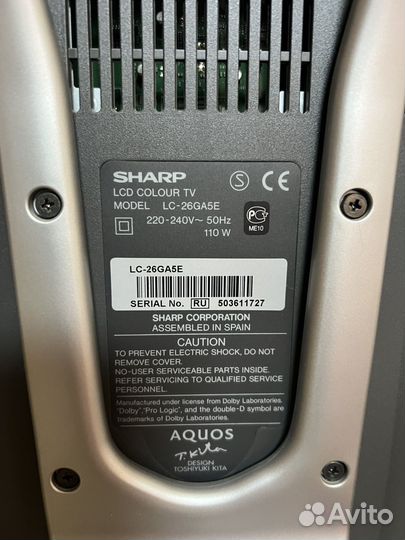 SHARP
LCD COLOUR TV
MODEL LC-26GA5E
220-240V~ 50Hz
110 W
S CE
PC
ME10
LC-26GA5E
SERIAL No. RU 503611727
SHARP CORPORATION
ASSEMBLED IN SPAIN
CAUTION
TO PREVENT ELECTRIC SHOCK, DO NOT
REMOVE COVER.
NO-USER SERVICEABLE PARTS INSIDE.
REFER SERVICING TO QUALIFIED SERVICE
PERSONNEL.
Manufactured under license from Dolby Laboratories.
"Dolby", "Pro Logic", and the double-D symbol are
trademarks of Dolby Laboratories.
AQUOS
T. Kita
DESIGN
TOSHIYUKI KITA
Avito